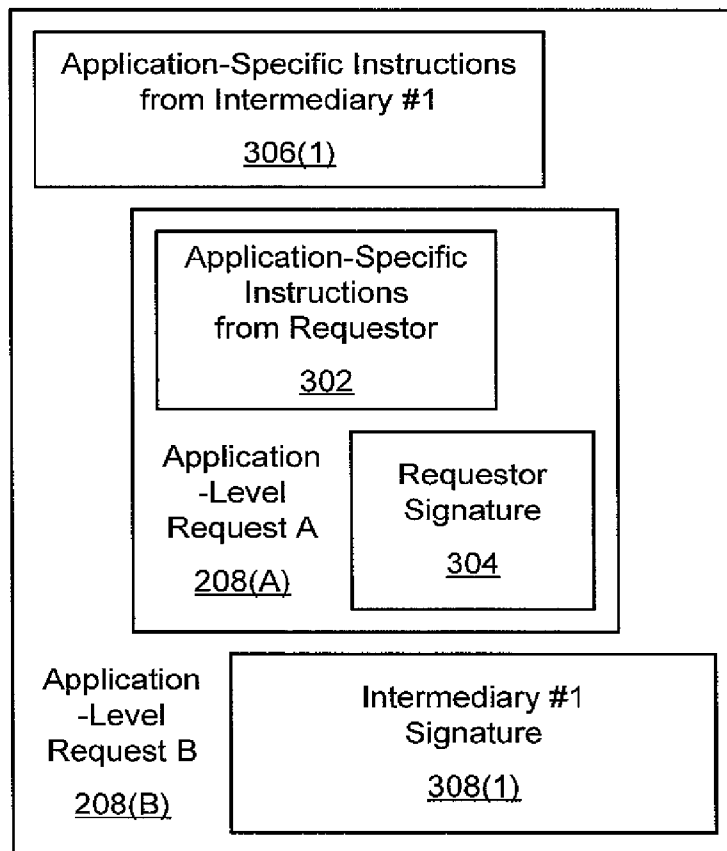 Application-Specific Instructions
from Intermediary #1
306(1)
Application-Specific
Instructions
from Requestor
302
Application
-Level
Request A
208(A)
Requestor
Signature
304
Application
-Level
Request B
208(B)
Intermediary #1
Signature
308(1)